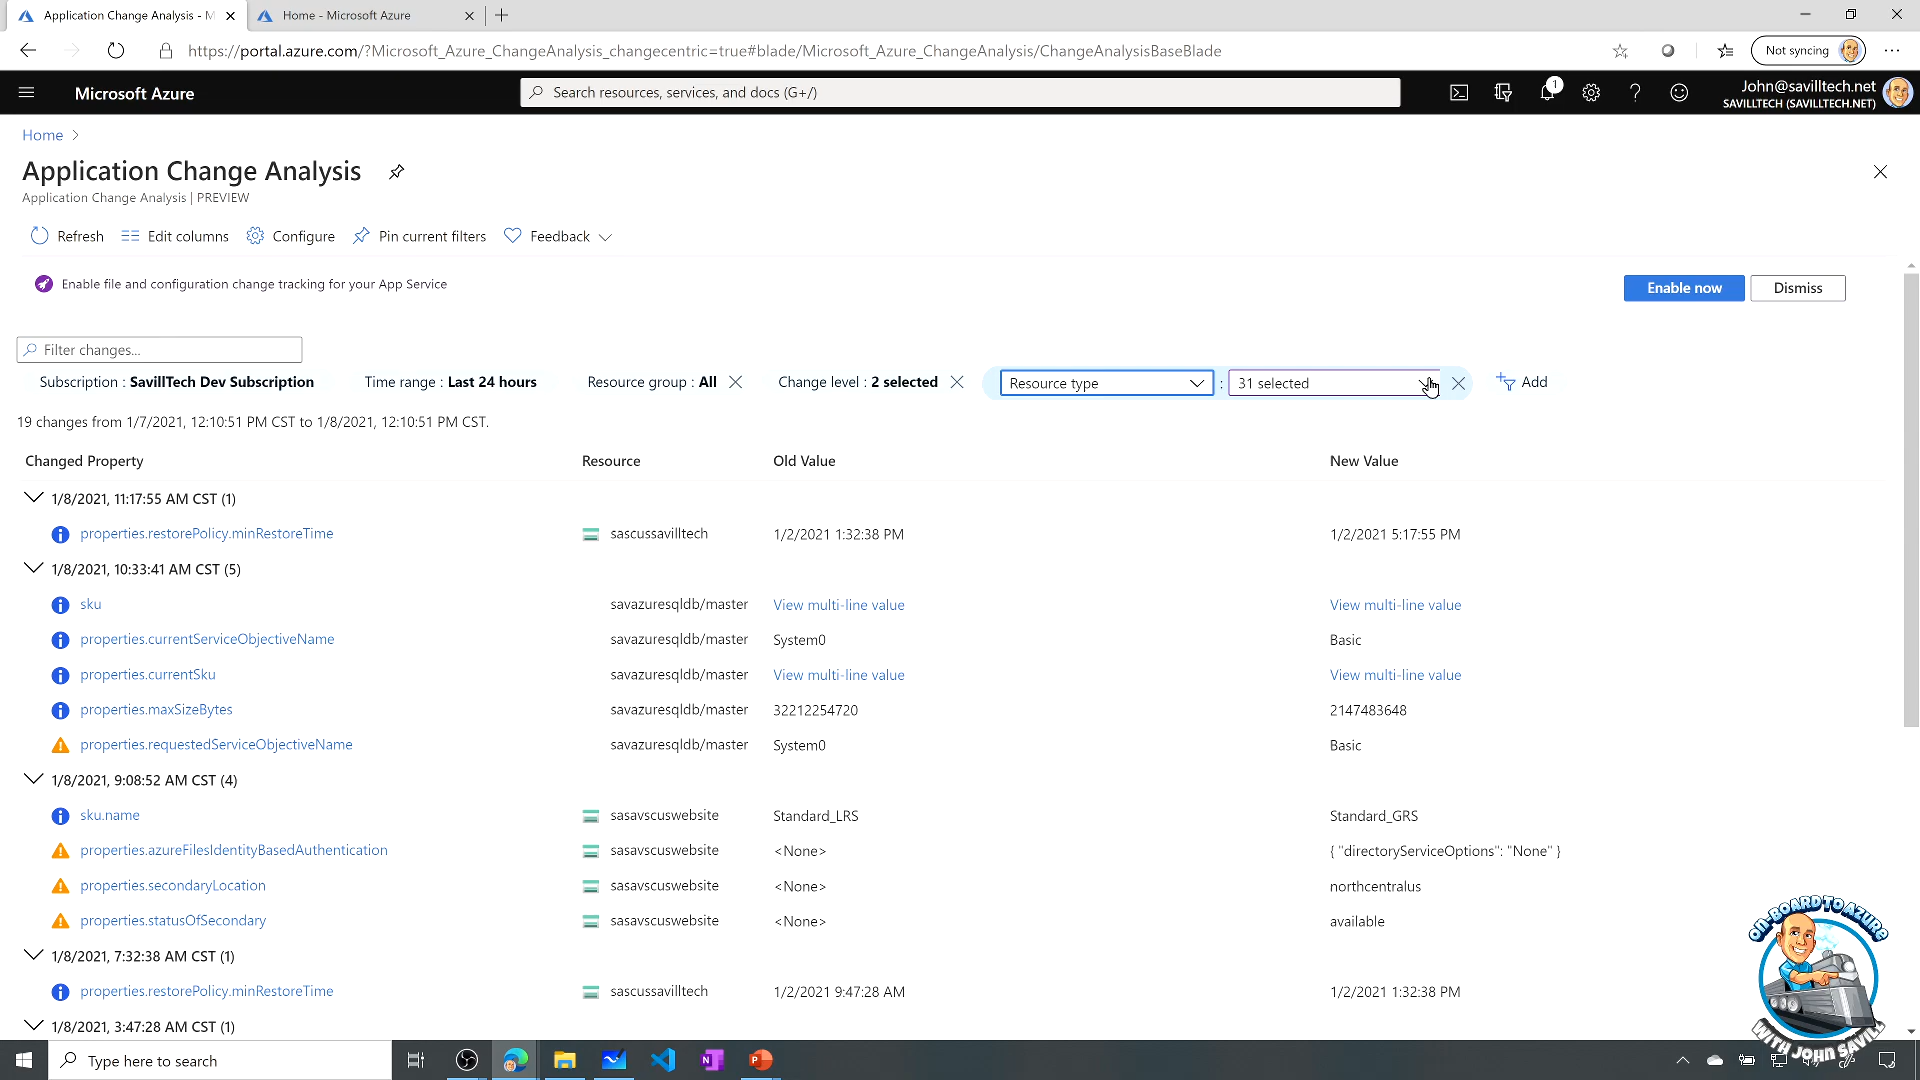 Application Change Analysis - M
Home - Microsoft Azure
https://portal.azure.com/?Microsoft_Azure_ChangeAnalysis_changecentric=true#blade/Microsoft_Azure_ChangeAnalysis/ChangeAnalysisBaseBlade
Not syncing
Microsoft Azure
Search resources, services, and docs (G+/)
1
John@savilltech.net
SAVILLTECH (SAVILLTECH.NET)
Home
Application Change Analysis
Application Change Analysis | PREVIEW
Refresh
Edit columns
Configure
Pin current filters
Feedback
Enable file and configuration change tracking for your App Service
Enable now
Dismiss
Filter changes...
Subscription : SavillTech Dev Subscription
Time range : Last 24 hours
Resource group : All
Change level : 2 selected
Resource type
:
31 selected
Add
19 changes from 1/7/2021, 12:10:51 PM CST to 1/8/2021, 12:10:51 PM CST.
Changed Property Resource Old Value New Value
1/8/2021, 11:17:55 AM CST (1)
properties.restorePolicy.minRestoreTime sascussavilltech 1/2/2021 1:32:38 PM 1/2/2021 5:17:55 PM
1/8/2021, 10:33:41 AM CST (5)
sku savazuresqldb/master View multi-line value View multi-line value
properties.currentServiceObjectiveName savazuresqldb/master System0 Basic
properties.currentSku savazuresqldb/master View multi-line value View multi-line value
properties.maxSizeBytes savazuresqldb/master 32212254720 2147483648
properties.requestedServiceObjectiveName savazuresqldb/master System0 Basic
1/8/2021, 9:08:52 AM CST (4)
sku.name sasavscuswebsite Standard_LRS Standard_GRS
properties.azureFilesIdentityBasedAuthentication sasavscuswebsite <None> { "directoryServiceOptions": "None" }
properties.secondaryLocation sasavscuswebsite <None> northcentralus
properties.statusOfSecondary sasavscuswebsite <None> available
1/8/2021, 7:32:38 AM CST (1)
properties.restorePolicy.minRestoreTime sascussavilltech 1/2/2021 9:47:28 AM 1/2/2021 1:32:38 PM
1/8/2021, 3:47:28 AM CST (1)
ON-BOARD TO AZURE
WITH JOHN SAVILL
Type here to search